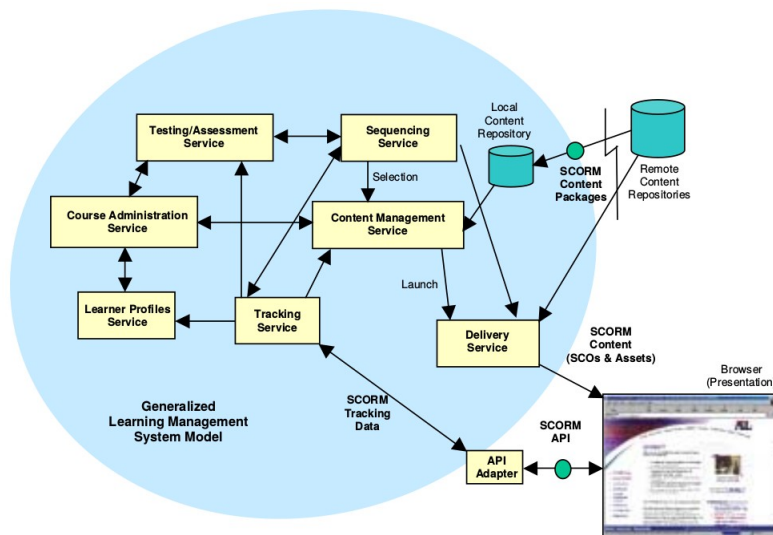 Local
Content
Repository
Testing/Assessment
Service
Sequencing
Service
SCORM
Content
Packages
Remote
Content
Repositories
Selection
Course Administration
Service
Content Management
Service
Launch
Learner Profiles
Service
Tracking
Service
Delivery
Service
SCORM
Content
(SCOs & Assets)
Browser
(Presentation)
Generalized
Learning Management
System Model
SCORM
Tracking
Data
SCORM
API
API
Adapter